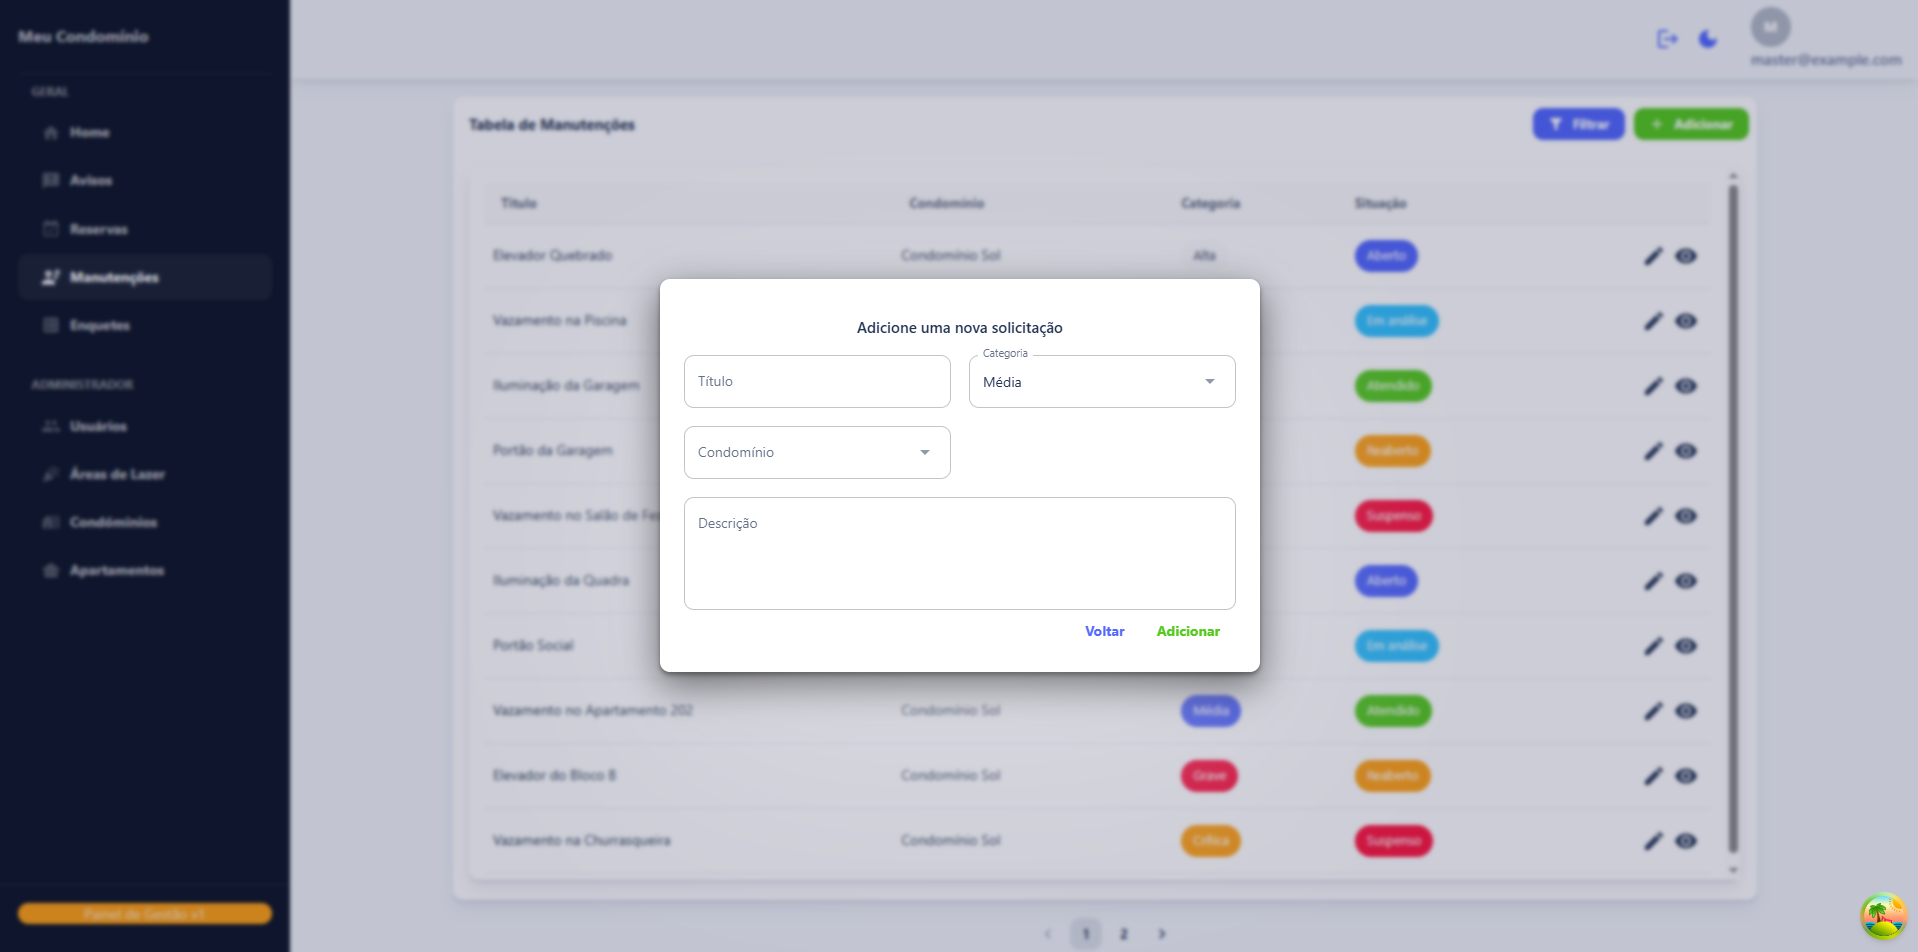 Meu Condomínio
GERAL
Home
Avisos
Reservas
Manutenções
Enquetes
ADMINISTRADOR
Usuários
Áreas de Lazer
Condôminios
Apartamentos
Painel de Gestão v1
M
master@example.com
Tabela de Manutenções
Filtrar
+ Adicionar
Título Condomínio Categoria Situação
Elevador Quebrado Condomínio Sol Alta Aberto
Vazamento na Piscina Em análise
Iluminação da Garagem Atendido
Portão da Garagem Reaberto
Vazamento no Salão de Fes Suspenso
Iluminação da Quadra Aberto
Portão Social Em análise
Vazamento no Apartamento 202 Condomínio Sol Média Atendido
Elevador do Bloco B Condomínio Sol Grave Reaberto
Vazamento na Churrasqueira Condomínio Sol Crítica Suspenso
1 2
Adicione uma nova solicitação
Título
Categoria
Média
Condomínio
Descrição
Voltar Adicionar